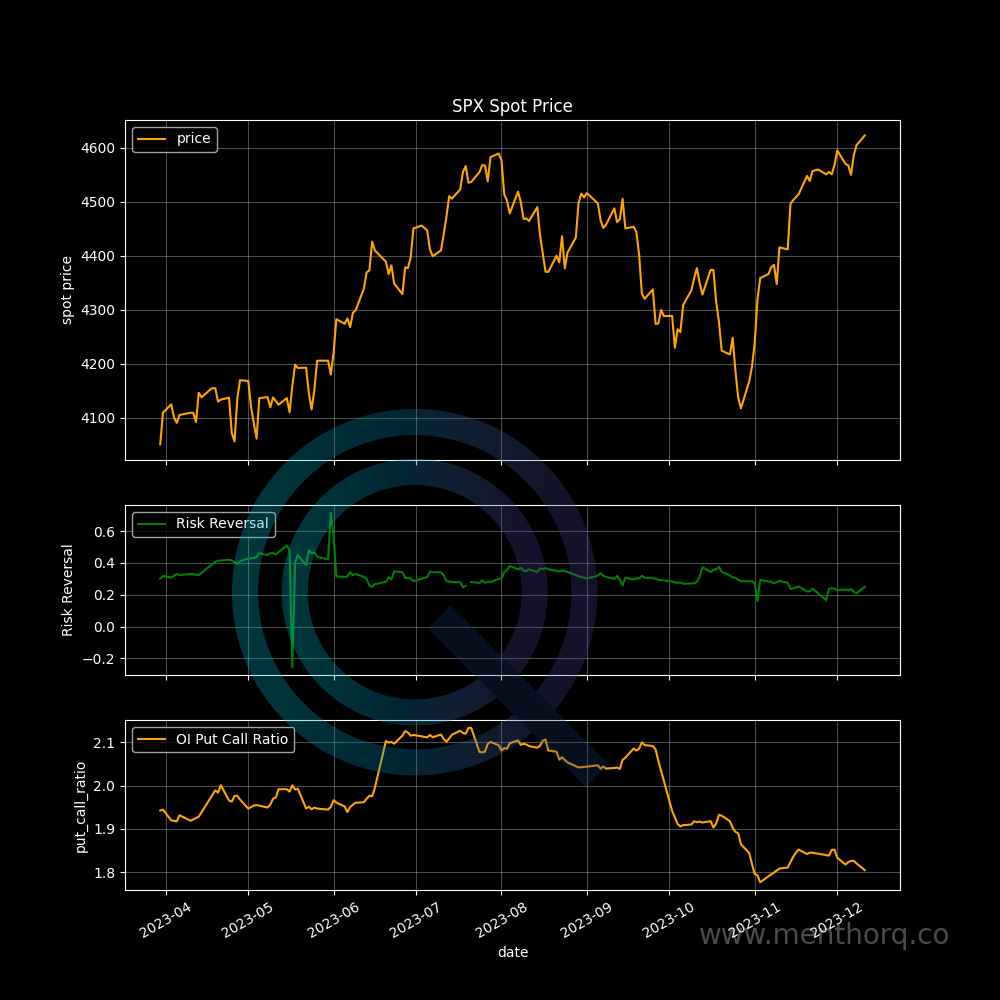 SPX Spot Price
price
4600
4500
4400
4300
4200
4100
spot price
Risk Reversal
0.6
0.4
0.2
0.0
−0.2
Risk Reversal
OI Put Call Ratio
2.1
2.0
1.9
1.8
put_call_ratio
2023-04
2023-05
2023-06
2023-07
2023-08
2023-09
2023-10
2023-11
2023-12
date
www.menthorq.co